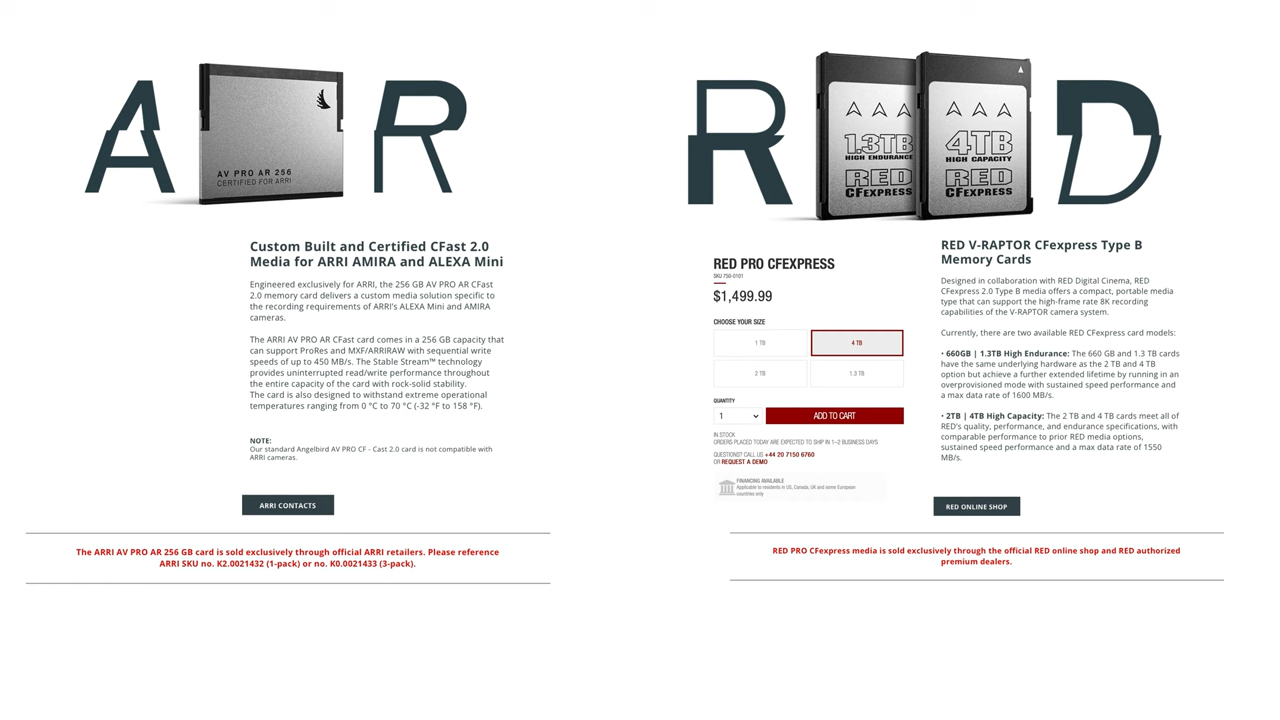 A R
AV PRO AR 256
CERTIFIED FOR ARRI
Custom Built and Certified CFast 2.0
Media for ARRI AMIRA and ALEXA Mini
Engineered exclusively for ARRI, the 256 GB AV PRO AR CFast
2.0 memory card delivers a custom media solution specific to
the recording requirements of ARRI's ALEXA Mini and AMIRA
cameras.
The ARRI AV PRO AR CFast card comes in a 256 GB capacity that
can support ProRes and MXF/ARRIRAW with sequential write
speeds of up to 450 MB/s. The Stable Stream™ technology
provides uninterrupted read/write performance throughout
the entire capacity of the card with rock-solid stability.
The card is also designed to withstand extreme operational
temperatures ranging from 0 °C to 70 °C (-32 °F to 158 °F).
NOTE:
Our standard Angelbird AV PRO CF - Cast 2.0 card is not compatible with
ARRI cameras.
ARRI CONTACTS
The ARRI AV PRO AR 256 GB card is sold exclusively through official ARRI retailers. Please reference
ARRI SKU no. K2.0021432 (1-pack) or no. K0.0021433 (3-pack).
R D
1.3TB
HIGH ENDURANCE
RED
CFEXPRESS
4TB
HIGH CAPACITY
RED
CFEXPRESS
RED PRO CFEXPRESS
SKU 750-0101
$1,499.99
CHOOSE YOUR SIZE
1 TB
4 TB
2 TB
1.3 TB
QUANTITY
1
ADD TO CART
IN STOCK
ORDERS PLACED TODAY ARE EXPECTED TO SHIP IN 1–2 BUSINESS DAYS
QUESTIONS? CALL US +44 20 7150 6760
OR REQUEST A DEMO
FINANCING AVAILABLE
Applicable to residents in US, Canada, UK and some European
countries only
RED V-RAPTOR CFexpress Type B
Memory Cards
Designed in collaboration with RED Digital Cinema, RED
CFexpress 2.0 Type B media offers a compact, portable media
type that can support the high-frame rate 8K recording
capabilities of the V-RAPTOR camera system.
Currently, there are two available RED CFexpress card models:
• 660GB | 1.3TB High Endurance: The 660 GB and 1.3 TB cards
have the same underlying hardware as the 2 TB and 4 TB
option but achieve a further extended lifetime by running in an
overprovisioned mode with sustained speed performance and
a max data rate of 1600 MB/s.
• 2TB | 4TB High Capacity: The 2 TB and 4 TB cards meet all of
RED's quality, performance, and endurance specifications, with
comparable performance to prior RED media options,
sustained speed performance and a max data rate of 1550
MB/s.
RED ONLINE SHOP
RED PRO CFexpress media is sold exclusively through the official RED online shop and RED authorized
premium dealers.